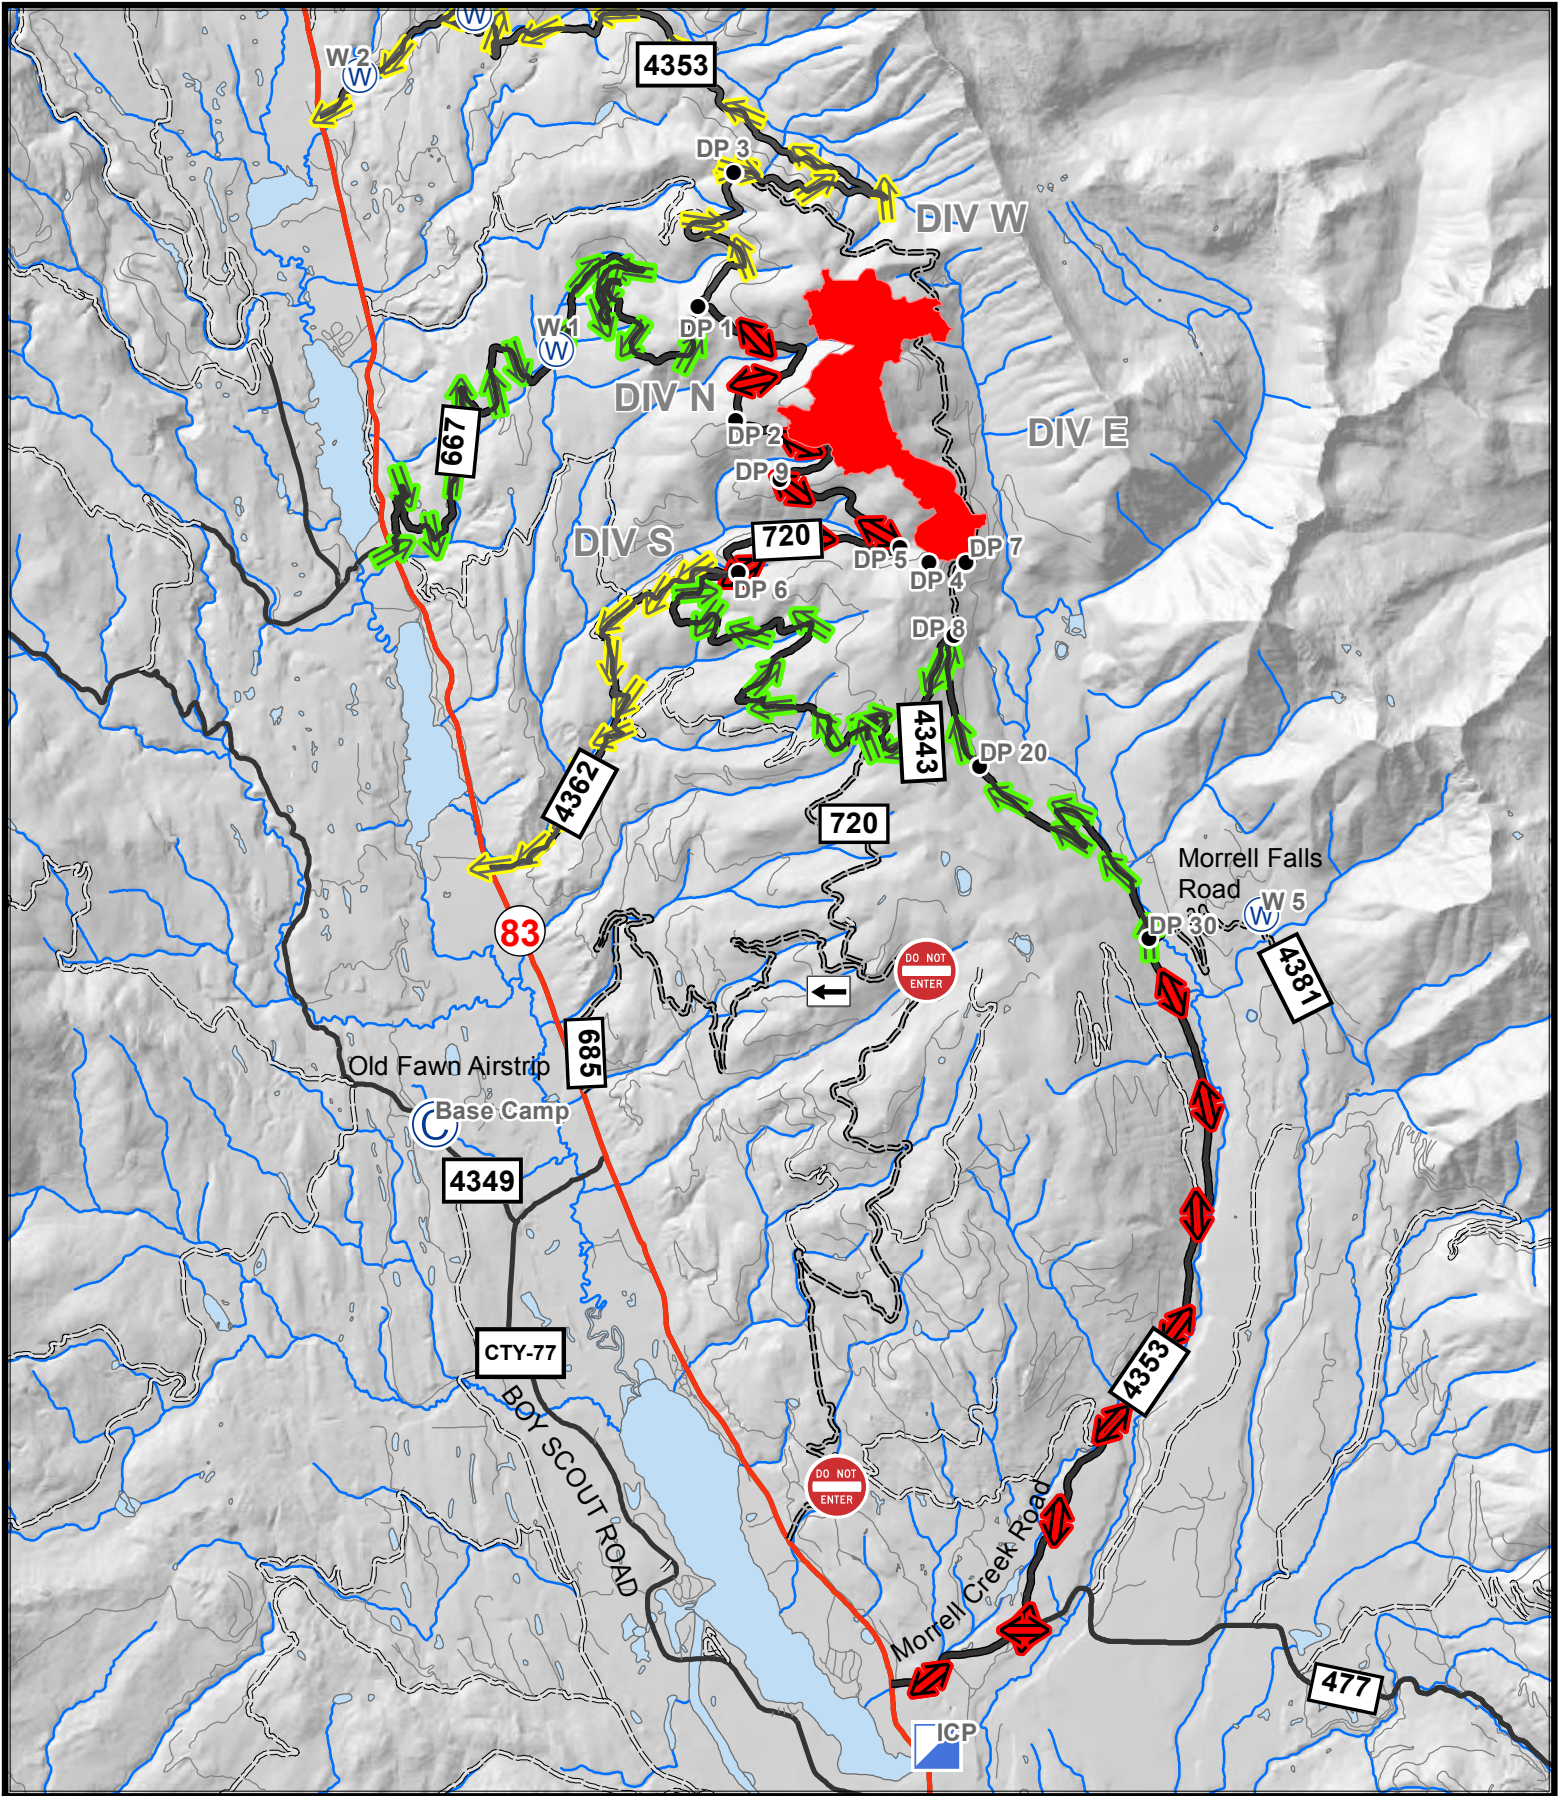 W
W 2
W
4353
DP 3
DIV W
W 1
W
DP 1
DIV N
DP 2
DIV E
667
DP 9
DIV S
720
DP 5
DP 7
DP 4
DP 6
DP 8
4343
DP 20
4362
720
Morrell Falls
Road
W 5
W
83
DP 30
DO NOT
ENTER
4381
685
Old Fawn Airstrip
Base Camp
C
4349
CTY-77
4353
BOY SCOUT ROAD
DO NOT
ENTER
Morrell Creek Road
477
ICP